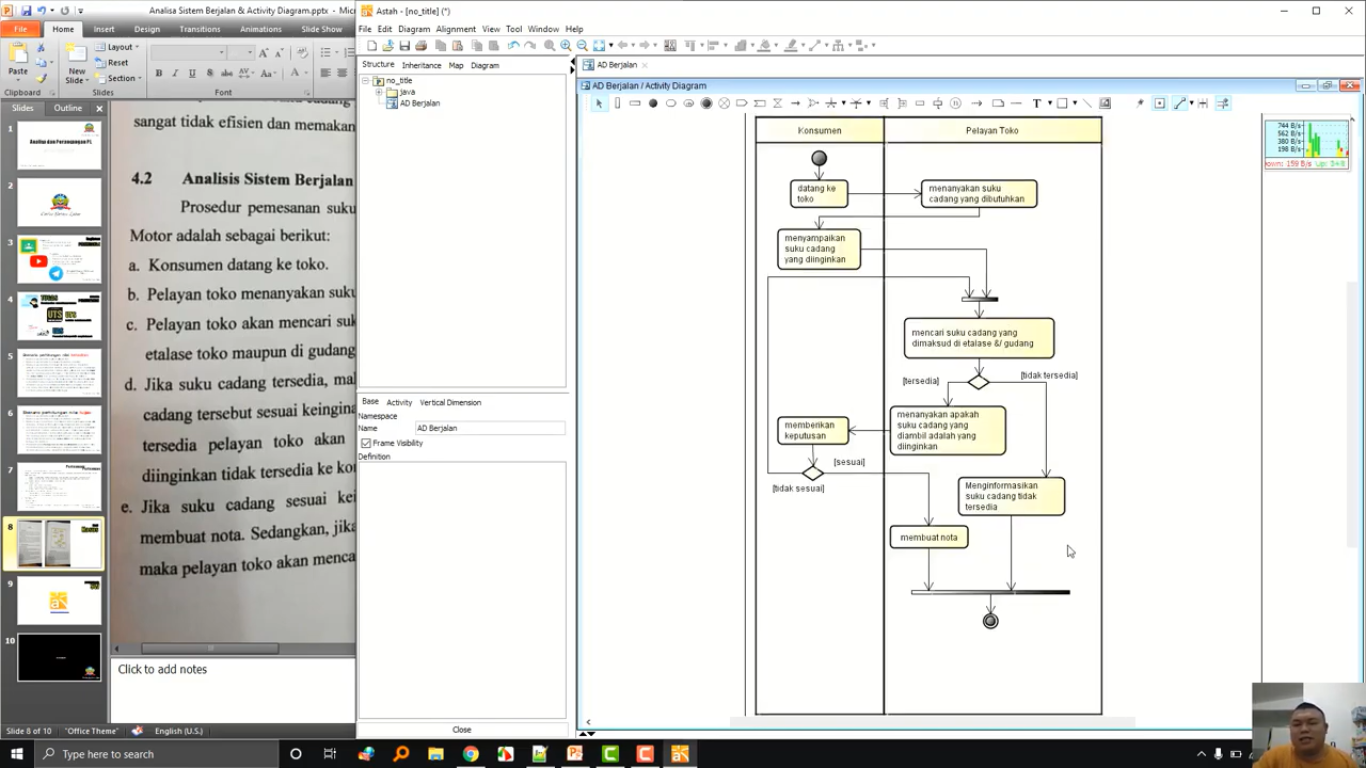 Analisa Sistem Berjalan & Activity Diagram.pptx - Micr
File
Home
Insert
Design
Transitions
Animations
Slide Show
Paste
New
Slide
Layout
Reset
Section
Clipboard
Slides
Font
Slides
Outline
1
2
3
4
5
6
7
8
9
10
Analisa dan Perancangan PL
UTS
sangat tidak efisien dan memakan
4.2 Analisis Sistem Berjalan
Prosedur pemesanan suku
Motor adalah sebagai berikut:
a. Konsumen datang ke toko.
b. Pelayan toko menanyakan suku
c. Pelayan toko akan mencari suk
etalase toko maupun di gudang
d. Jika suku cadang tersedia, mak
cadang tersebut sesuai keingina
tersedia pelayan toko akan
diinginkan tidak tersedia ke kon
e. Jika suku cadang sesuai kei
membuat nota. Sedangkan, jika
maka pelayan toko akan menca
Click to add notes
Slide 8 of 10
"Office Theme"
English (U.S.)
Astah - [no_title] (*)
File Edit Diagram Alignment View Tool Window Help
Structure Inheritance Map Diagram
no_title
java
AD Berjalan
Base Activity Vertical Dimension
Namespace
Name AD Berjalan
Frame Visibility
Definition
Close
AD Berjalan
AD Berjalan / Activity Diagram
Konsumen
Pelayan Toko
datang ke
toko
menanyakan suku
cadang yang dibutuhkan
menyampaikan
suku cadang
yang diinginkan
mencari suku cadang yang
dimaksud di etalase &/ gudang
[tersedia]
[tidak tersedia]
menanyakan apakah
suku cadang yang
diambil adalah yang
diinginkan
memberikan
keputusan
[sesuai]
[tidak sesuai]
Menginformasikan
suku cadang tidak
tersedia
membuat nota
744 B/s
562 B/s
380 B/s
198 B/s
Type here to search